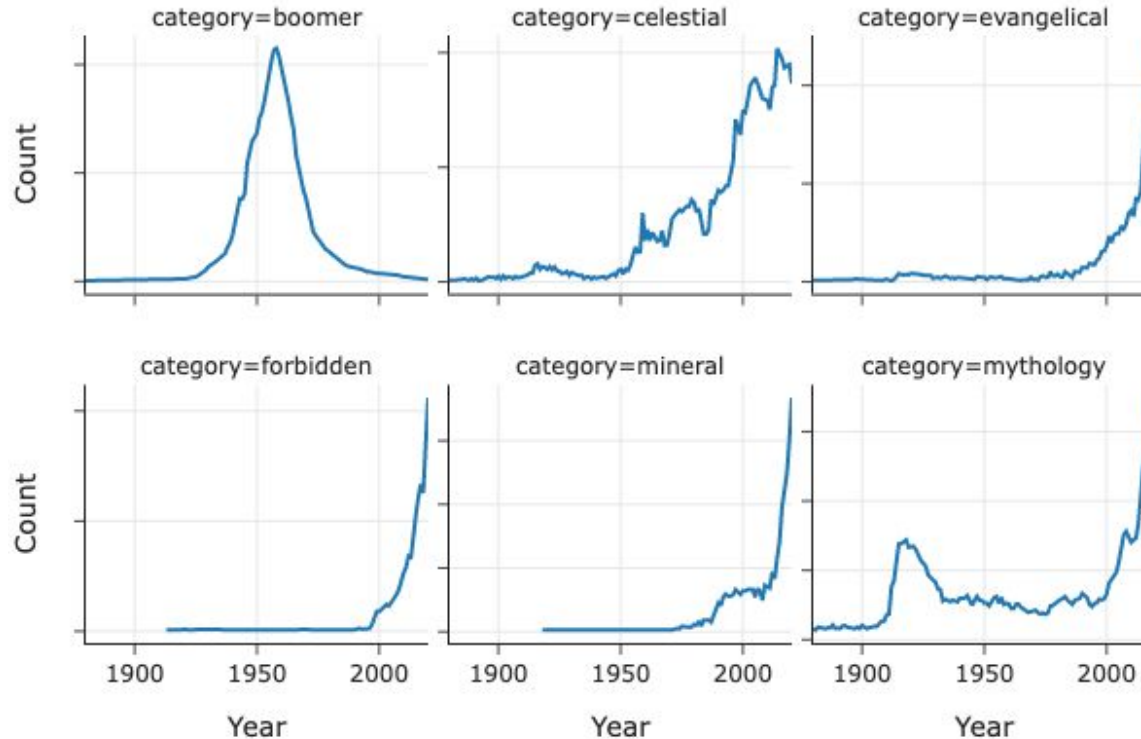 category=boomer
category=celestial
category=evangelical
Count
category=forbidden
category=mineral
category=mythology
Count
1900 1950 2000
1900 1950 2000
1900 1950 2000
Year
Year
Year